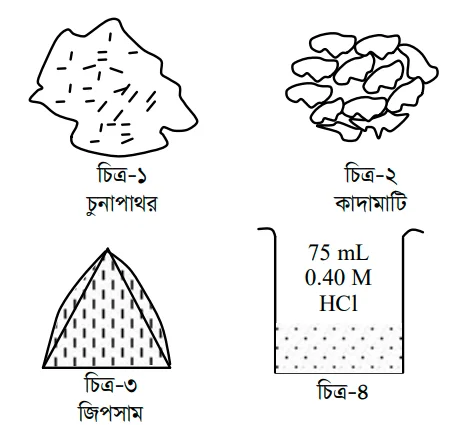 চিত্র-১
চুনাপাথর
চিত্র-২
কাদামাটি
75 mL
0.40 M
HCl
চিত্র-৩
জিপসাম
চিত্র-৪